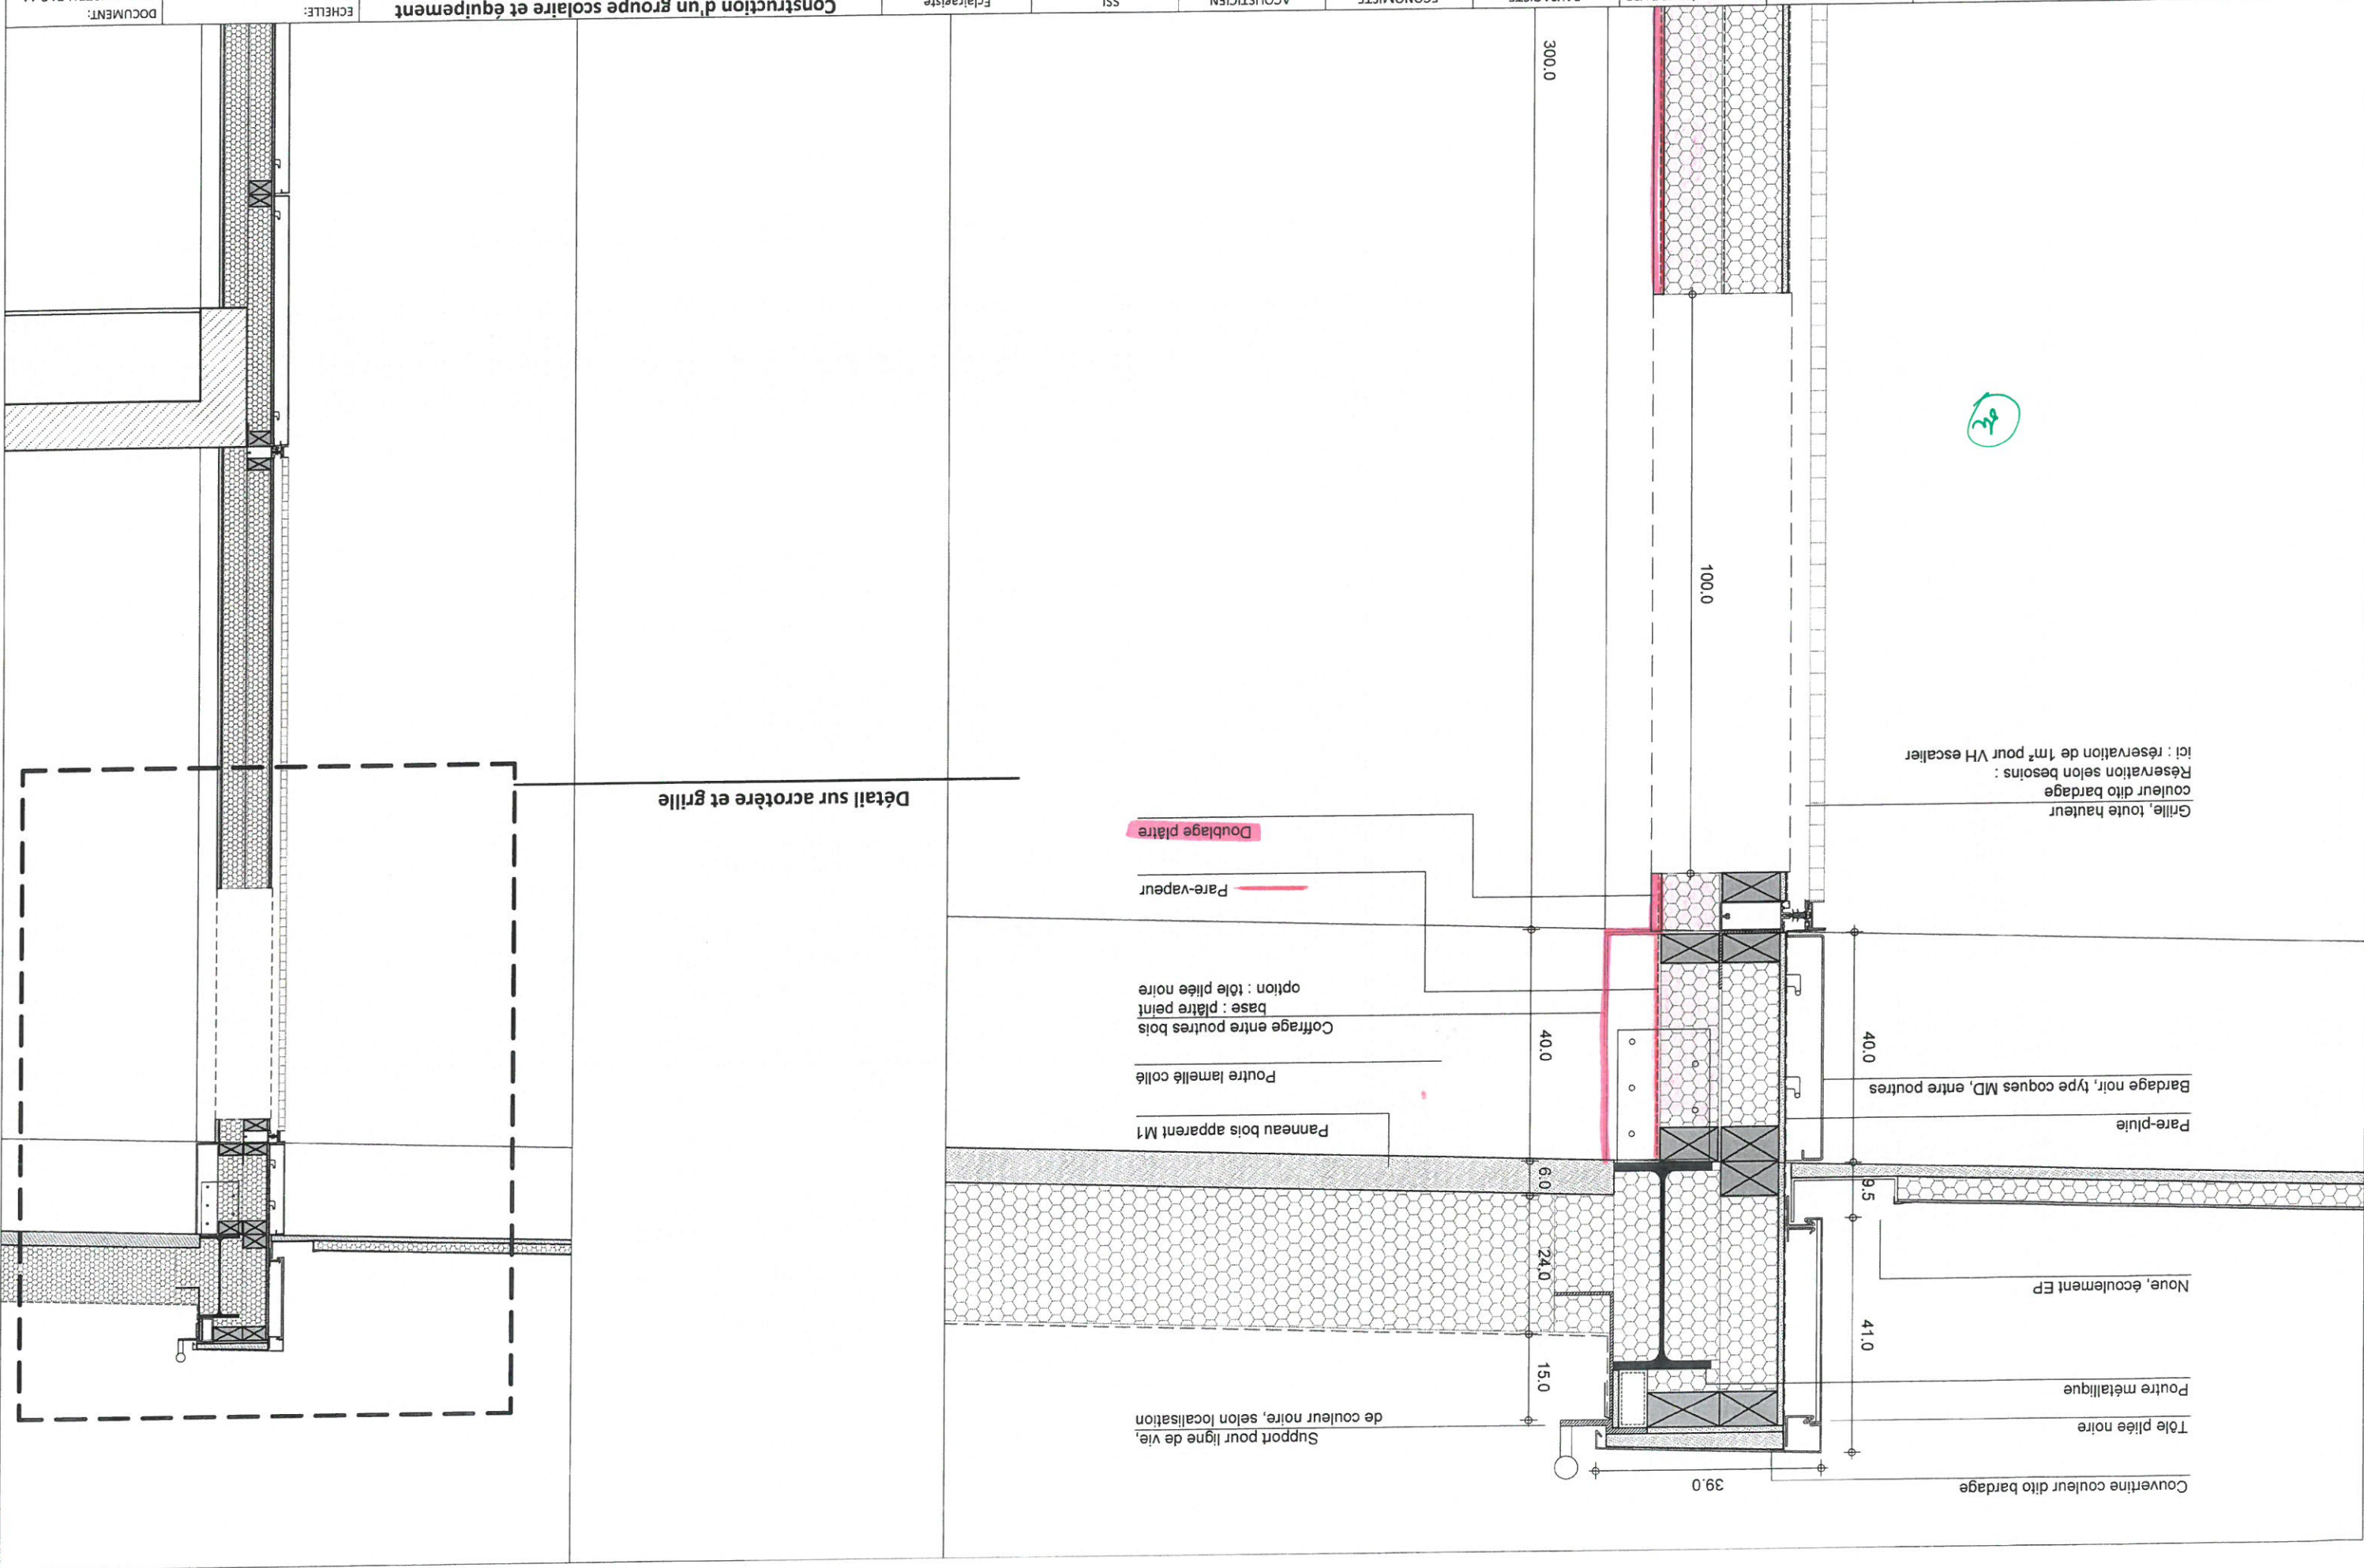 Couvertine couleur dito bardage
39.0
Tôle pliée noire
Poutre métallique
41.0
Noue, écoulement EP
9.5
Pare-pluie
Bardage noir, type coques MD, entre poutres
40.0
Grille, toute hauteur
couleur dito bardage
Réservation selon besoins :
ici : réservation de 1m² pour VH escalier
Support pour ligne de vie,
de couleur noire, selon localisation
15.0
24,0
6.0
Panneau bois apparent M1
Poutre lamellé collé
40.0
Coffrage entre poutres bois
base : plâtre peint
option : tôle pliée noire
Pare-vapeur
Doublage plâtre
100.0
300.0
Détail sur acrotère et grille
ECONOMISTE
ACOUSTICIEN
SSI
Eclairagiste
Construction d'un groupe scolaire et équipement
ECHELLE:
DOCUMENT: